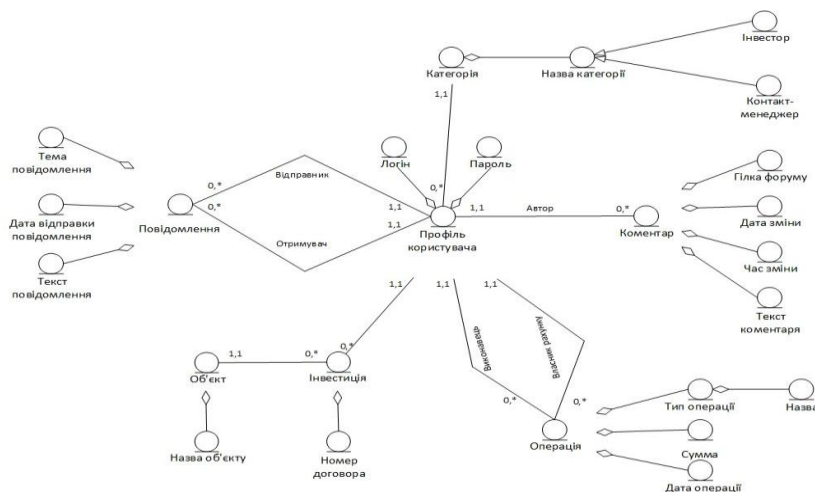 Інвестор
Категорія
Назва категорії
1,1
Контакт-
менеджер
Тема
повідомлення
Логін
Пароль
Гілка форуму
Відправник
0,*
0,*
0,*
Дата відправки
повідомлення
Повідомлення
1,1
1,1
1,1
Автор
0,*
Дата зміни
Отримувач
Профіль
користувача
Коментар
Час зміни
Текст
повідомлення
Текст
коментаря
1,1
1,1
1,1
Виконавець
Власник рахунку
1,1
0,*
0,*
Об'єкт
Інвестиція
0,*
0,*
Тип операції
Назва
Операція
Сумма
Назва об'єкту
Номер
договора
Дата операції